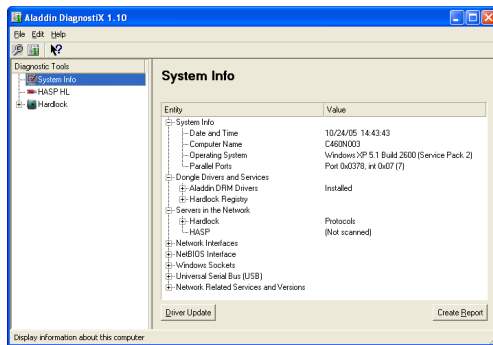 Aladdin DiagnostiX 1.10
File Edit Help
Diagnostic Tools
System Info
HASP HL
Hardlock
System Info
Entity Value
System Info
Date and Time 10/24/05 14:43:43
Computer Name C460N003
Operating System Windows XP 5.1 Build 2600 (Service Pack 2)
Parallel Ports Port 0x0378, int 0x07 (7)
Dongle Drivers and Services
Aladdin DRM Drivers Installed
Hardlock Registry
Servers in the Network
Hardlock Protocols
HASP (Not scanned)
Network Interfaces
NetBIOS Interface
Windows Sockets
Universal Serial Bus (USB)
Network Related Services and Versions
Driver Update Create Report
Display information about this computer